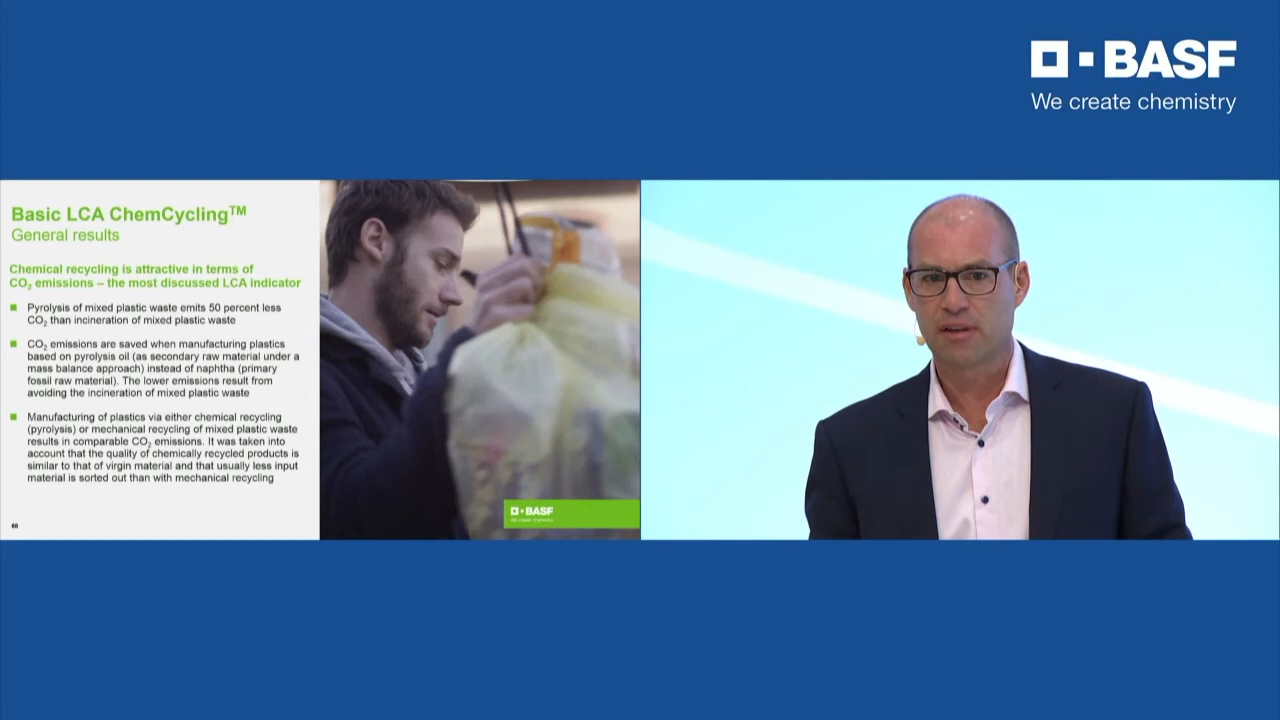 BASF
We create chemistry
Basic LCA ChemCycling™
General results
Chemical recycling is attractive in terms of
CO₂ emissions – the most discussed LCA indicator
Pyrolysis of mixed plastic waste emits 50 percent less
CO₂ than incineration of mixed plastic waste
CO₂ emissions are saved when manufacturing plastics
based on pyrolysis oil (as secondary raw material under a
mass balance approach) instead of naphtha (primary
fossil raw material). The lower emissions result from
avoiding the incineration of mixed plastic waste
Manufacturing of plastics via either chemical recycling
(pyrolysis) or mechanical recycling of mixed plastic waste
results in comparable CO₂ emissions. It was taken into
account that the quality of chemically recycled products is
similar to that of virgin material and that usually less input
material is sorted out than with mechanical recycling
BASF
We create chemistry